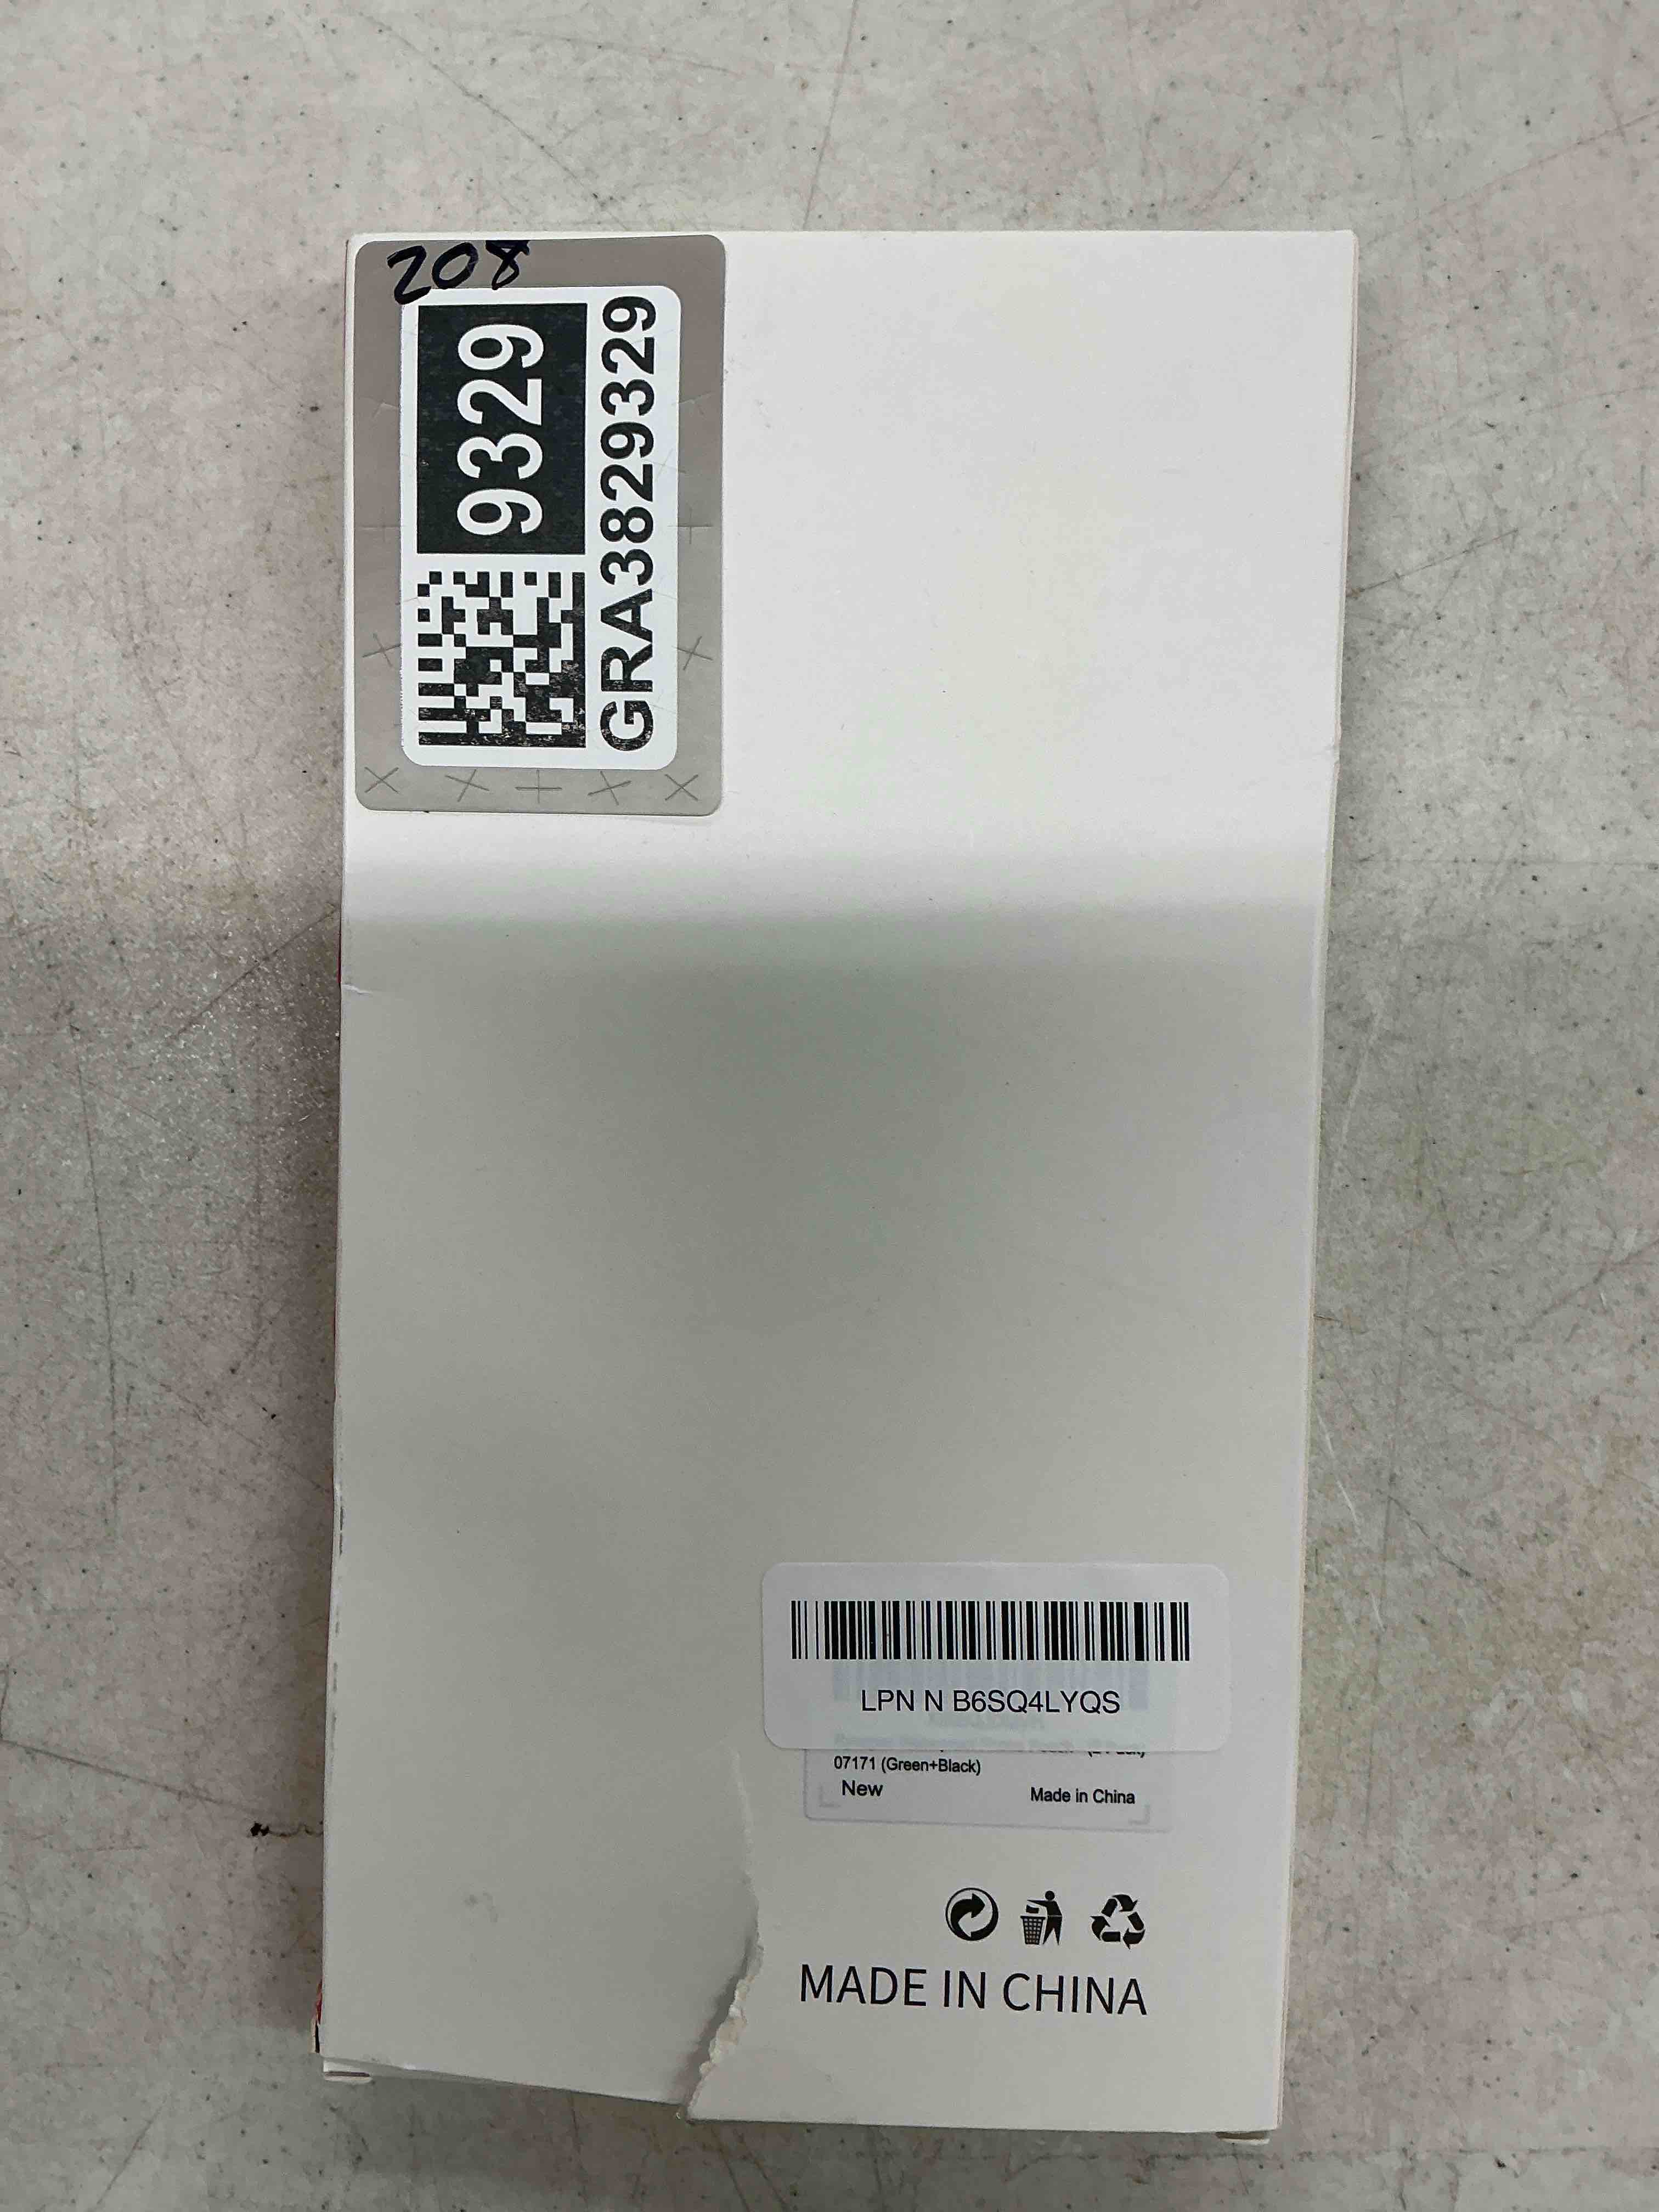 208
9329
GRA3829329
LPN N B6SQ4LYQS
07171 (Green+Black)
New
Made in China
MADE IN CHINA